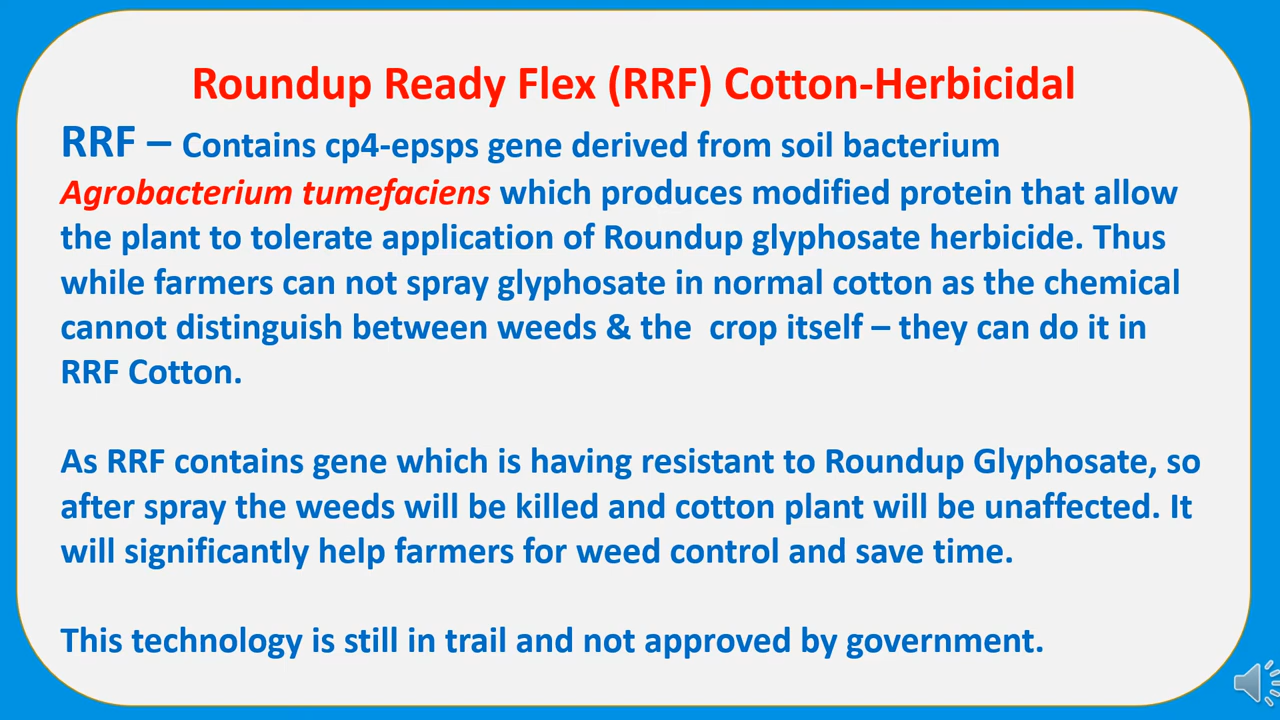 Roundup Ready Flex (RRF) Cotton-Herbicidal
RRF – Contains cp4-epsps gene derived from soil bacterium
Agrobacterium tumefaciens which produces modified protein that allow
the plant to tolerate application of Roundup glyphosate herbicide. Thus
while farmers can not spray glyphosate in normal cotton as the chemical
cannot distinguish between weeds & the  crop itself – they can do it in
RRF Cotton.
As RRF contains gene which is having resistant to Roundup Glyphosate, so
after spray the weeds will be killed and cotton plant will be unaffected. It
will significantly help farmers for weed control and save time.
This technology is still in trail and not approved by government.